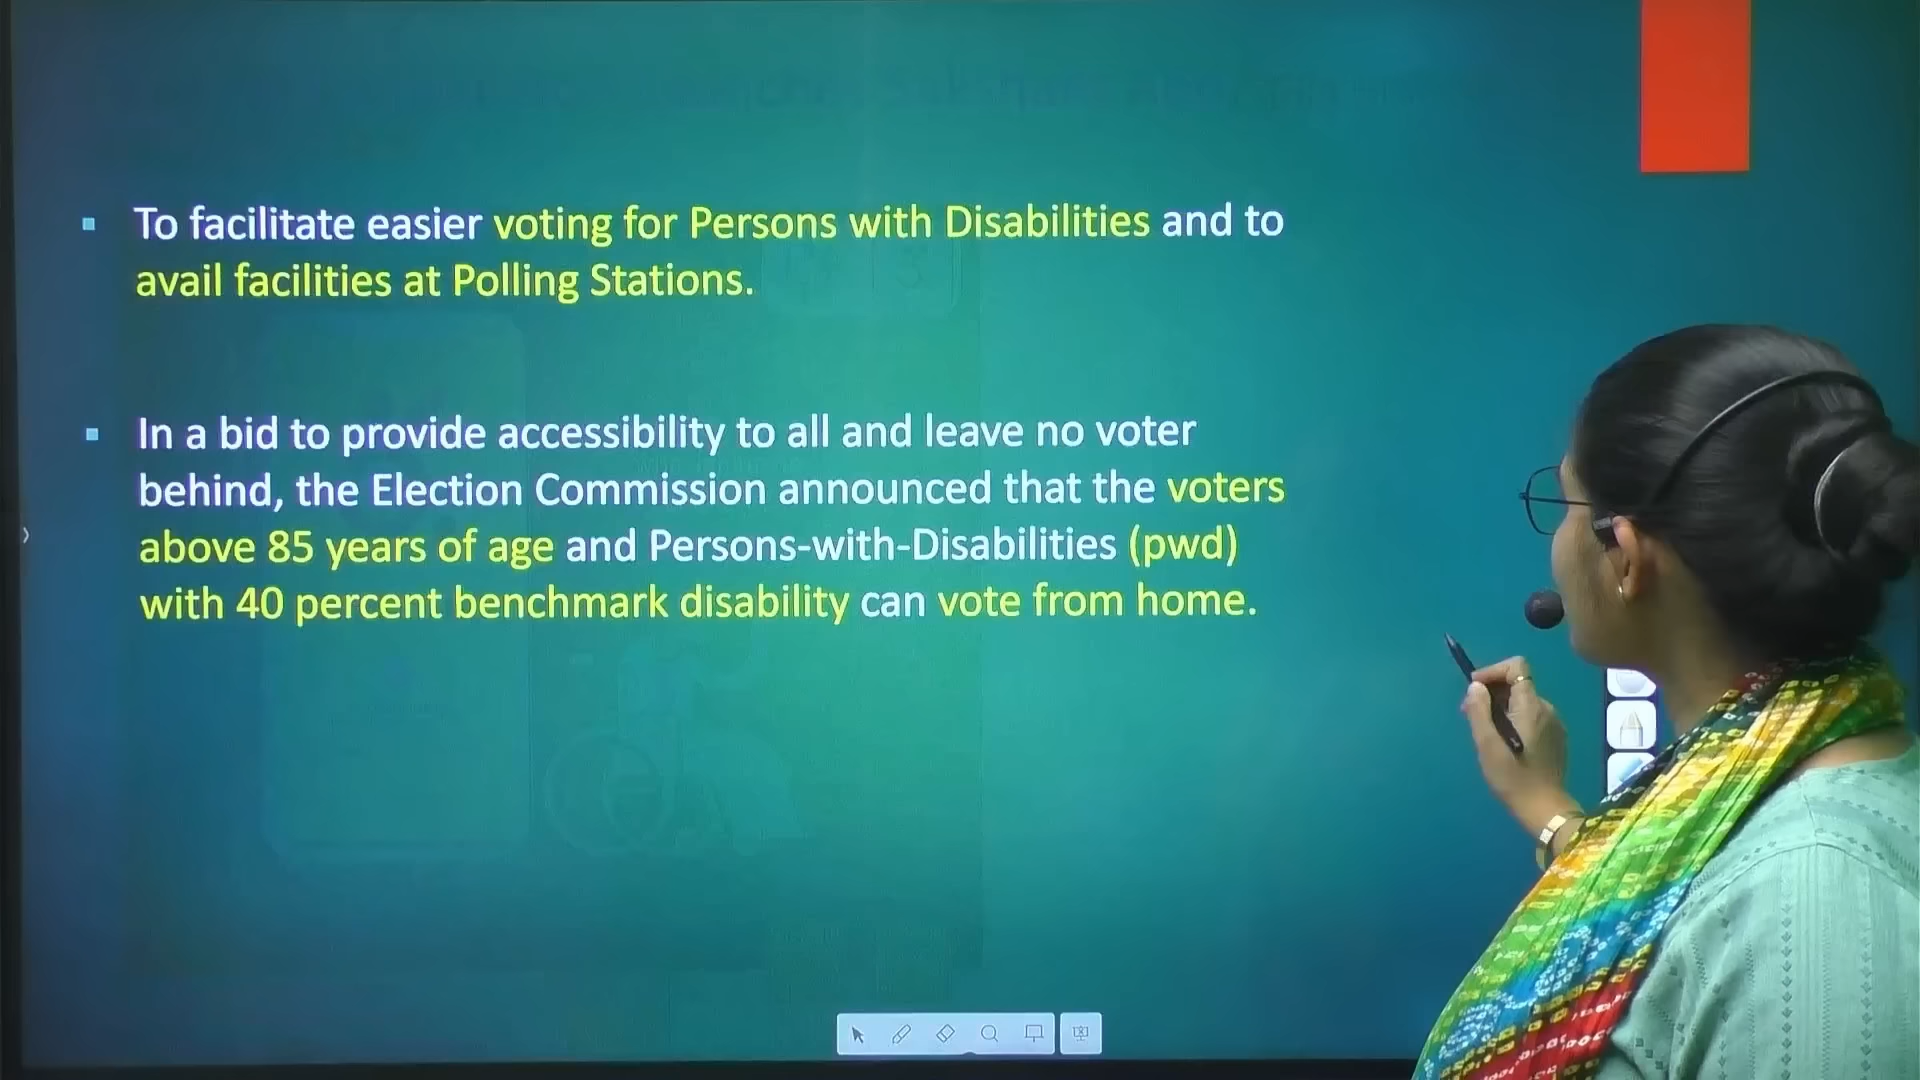 To facilitate easier voting for Persons with Disabilities and to
avail facilities at Polling Stations.
In a bid to provide accessibility to all and leave no voter
behind, the Election Commission announced that the voters
above 85 years of age and Persons-with-Disabilities (pwd)
with 40 percent benchmark disability can vote from home.